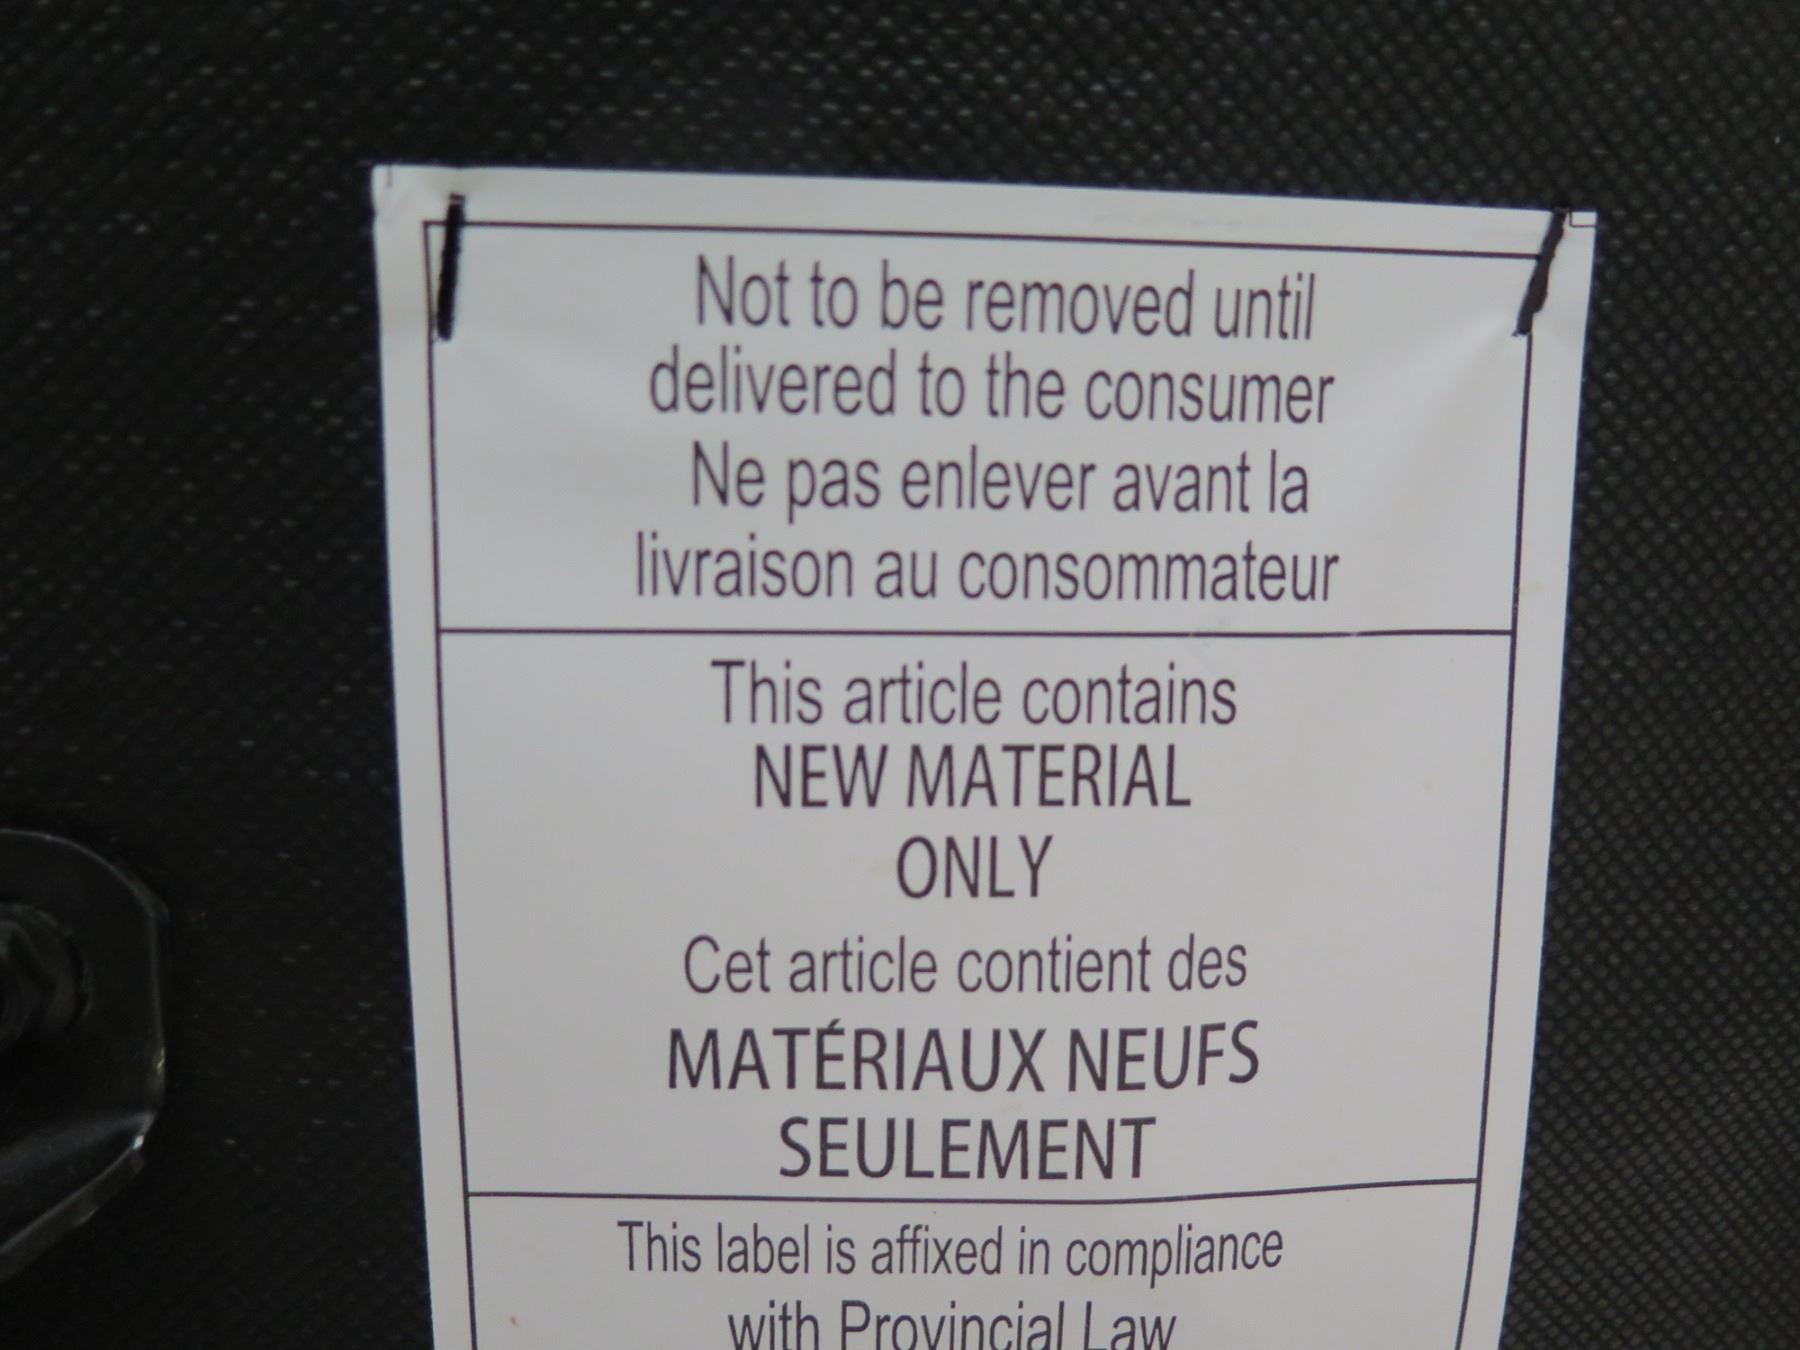 Not to be removed until
delivered to the consumer
Ne pas enlever avant la
livraison au consommateur
This article contains
NEW MATERIAL
ONLY
Cet article contient des
MATÉRIAUX NEUFS
SEULEMENT
This label is affixed in compliance
with Provincial Law